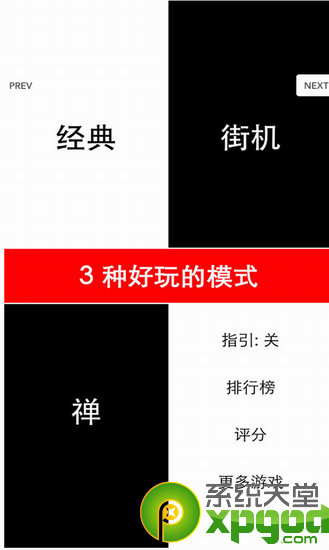 PREV
NEXT
经典
街机
3 种好玩的模式
禅
指引: 关
排行榜
评分
更多游戏
系统天堂
xpgod
.com